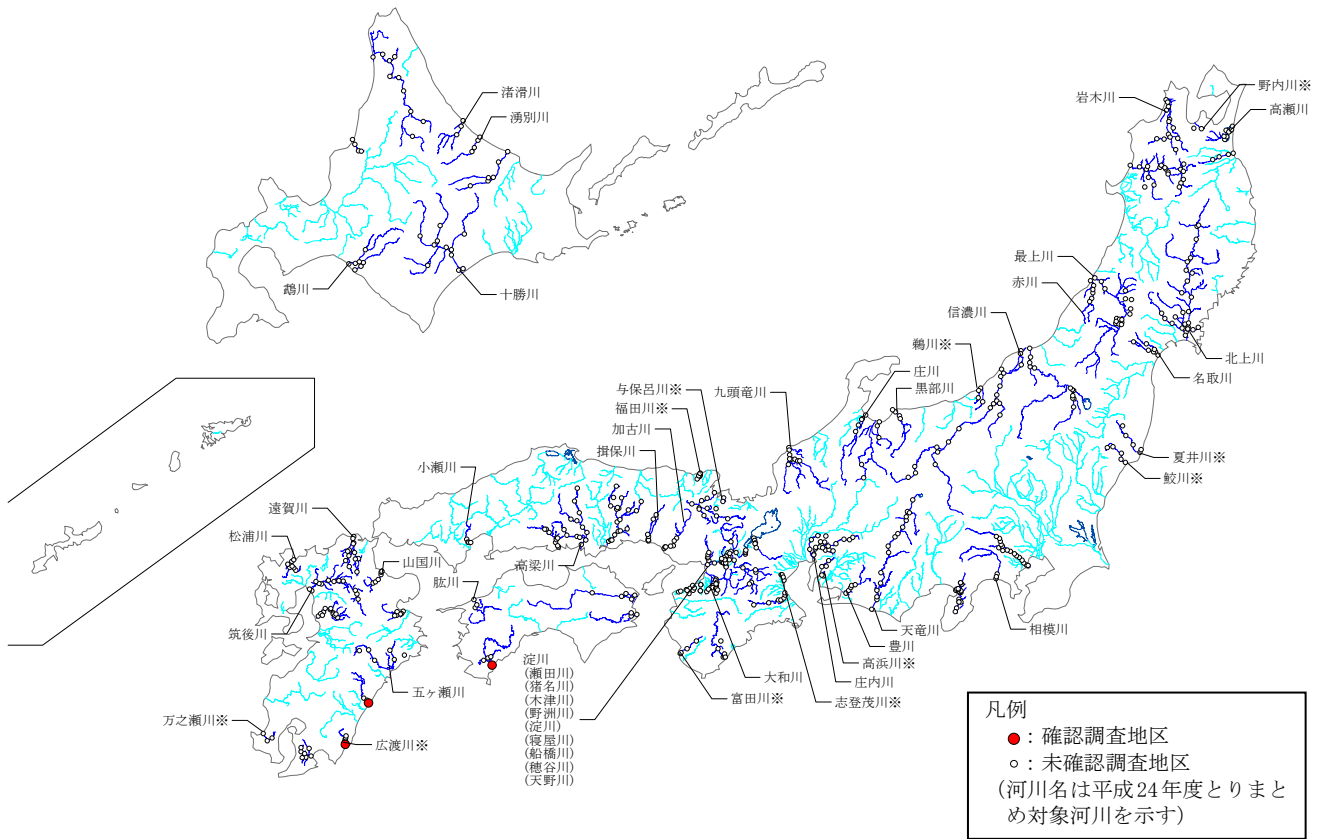 渚滑川
湧別川
鵡川
十勝川
岩木川
野内川※
高瀬川
最上川
赤川
信濃川
鵜川※
北上川
名取川
庄川
黒部川
九頭竜川
与保呂川※
福田川※
加古川
揖保川
小瀬川
夏井川※
鮫川※
遠賀川
松浦川
山国川
肱川
高梁川
筑後川
五ヶ瀬川
万之瀬川※
広渡川※
淀川
(瀬田川)
(猪名川)
(木津川)
(野洲川)
(淀川)
(寝屋川)
(船橋川)
(穂谷川)
(天野川)
大和川
富田川※
志登茂川※
庄内川
高浜川※
豊川
天竜川
相模川
凡例
：確認調査地区
：未確認調査地区
(河川名は平成24年度とりまと
め対象河川を示す)